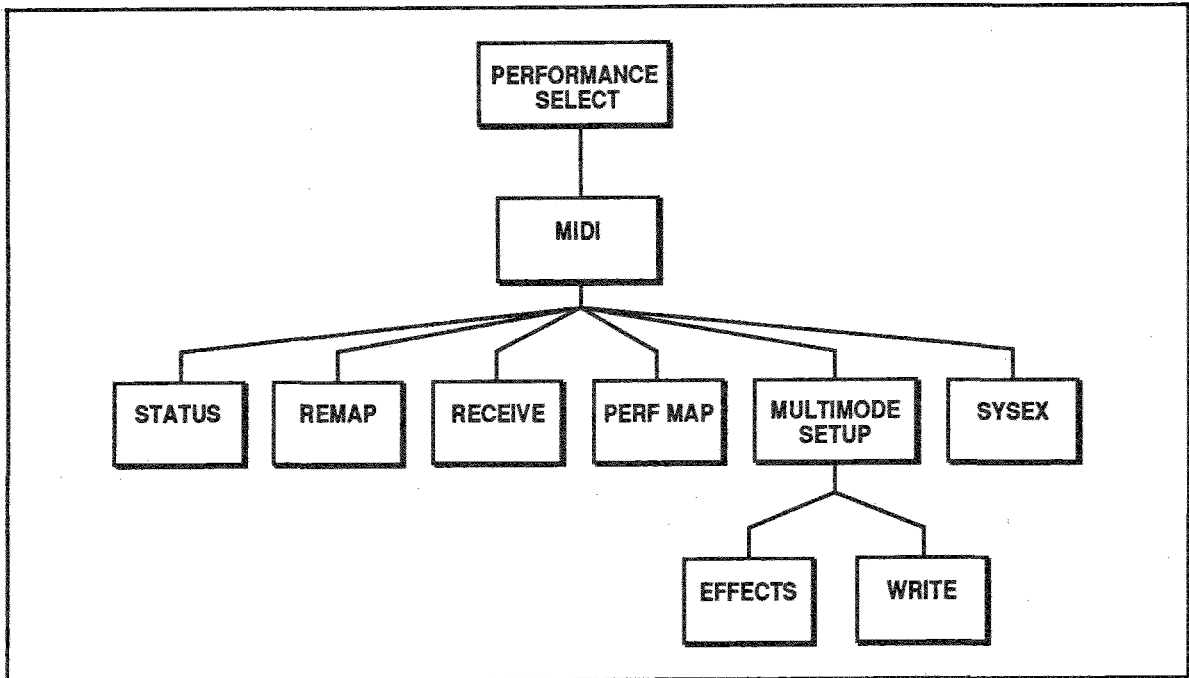 PERFORMANCE
SELECT
MIDI
STATUS
REMAP
RECEIVE
PERF MAP
MULTIMODE
SETUP
SYSEX
EFFECTS
WRITE